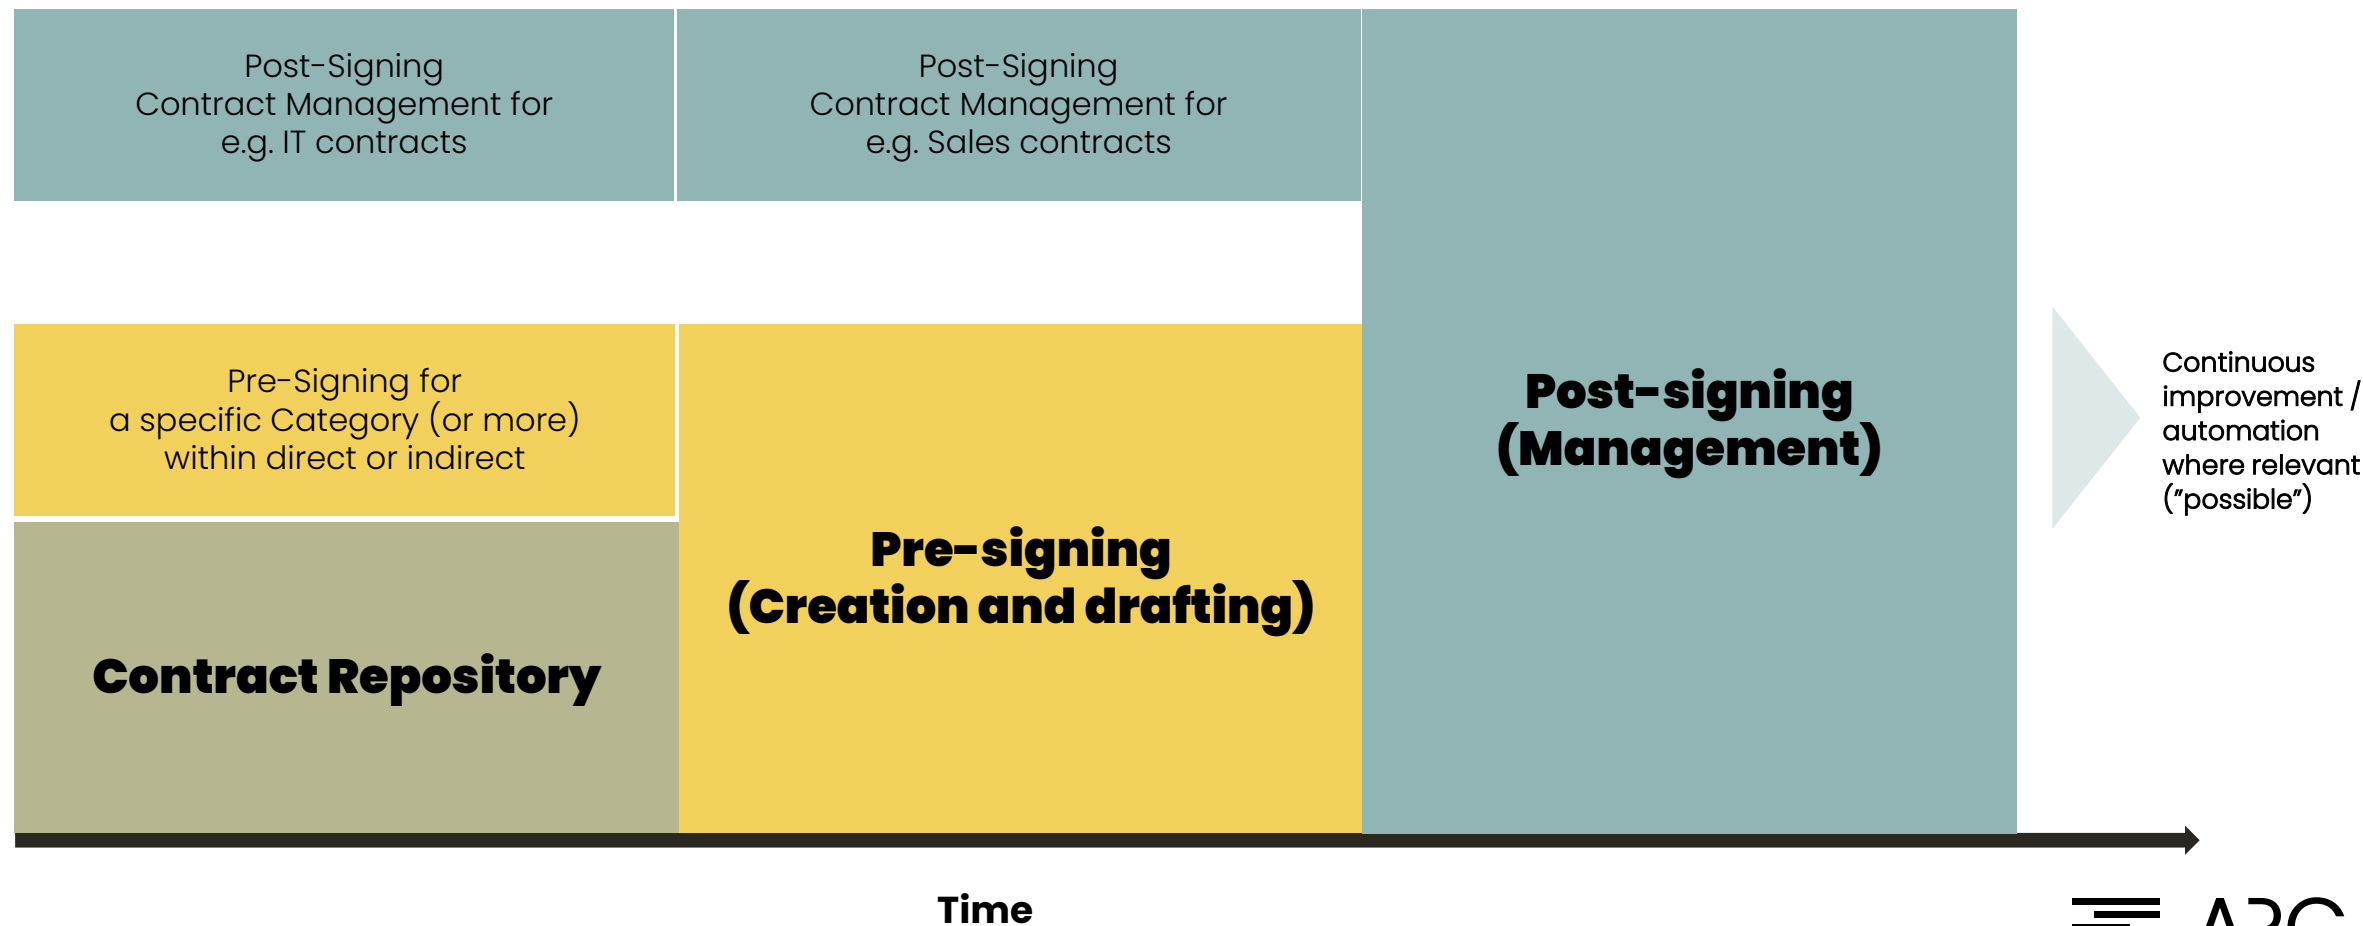 Post-Signing
Contract Management for
e.g. IT contracts
Post-Signing
Contract Management for
e.g. Sales contracts
Pre-Signing for
a specific Category (or more)
within direct or indirect
Contract Repository
Pre-signing
(Creation and drafting)
Post-signing
(Management)
Continuous
improvement /
automation
where relevant
(”possible”)
Time